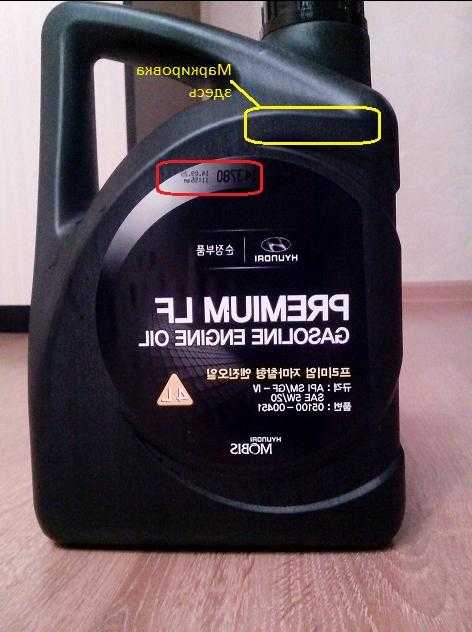 Маркировка
здесь
HYUNDAI
순정부품
PREMIUM LF
GASOLINE ENGINE OIL
프리미엄 저마찰형 엔진오일
규격 : API SM/GF-IV
SAE 5W/20
품번 : 05100-00451
4L
HYUNDAI
MOBIS